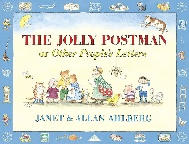 THE JOLLY POSTMAN
or Other People's Letters
JANET & ALLAN AHLBERG